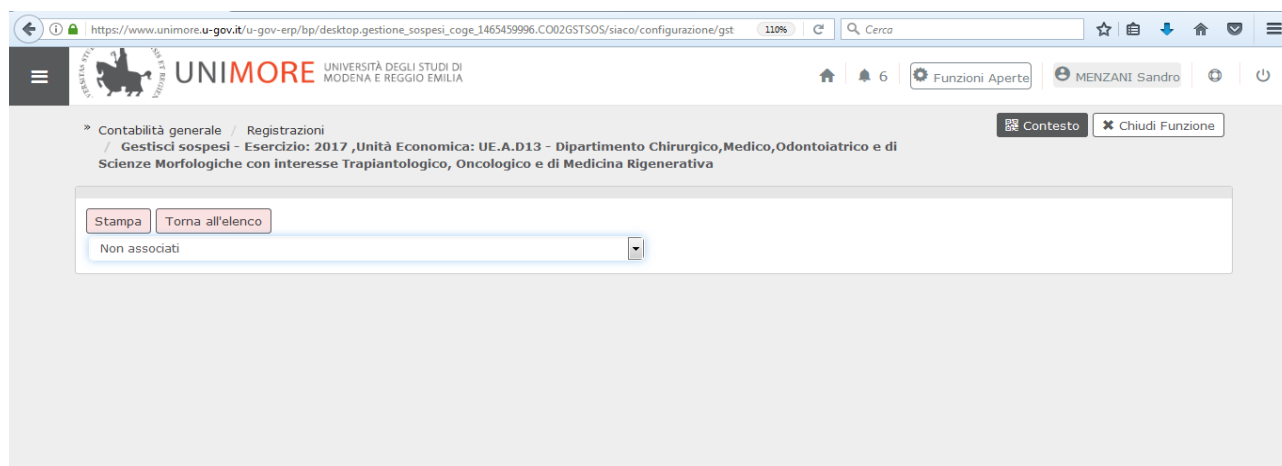 https://www.unimore.u-gov.it/u-gov-erp/bp/desktop.gestione_sospesi_coge_1465459996.CO02GSTSOS/siaco/configurazione/gst 110% Cerca
UNIMORE UNIVERSITÀ DEGLI STUDI DI
MODENA E REGGIO EMILIA
6 Funzioni Aperte MENZANI Sandro
» Contabilità generale / Registrazioni
Contesto Chiudi Funzione
/ Gestisci sospesi - Esercizio: 2017 ,Unità Economica: UE.A.D13 - Dipartimento Chirurgico,Medico,Odontoiatrico e di
Scienze Morfologiche con interesse Trapiantologico, Oncologico e di Medicina Rigenerativa
Stampa Torna all'elenco
Non associati